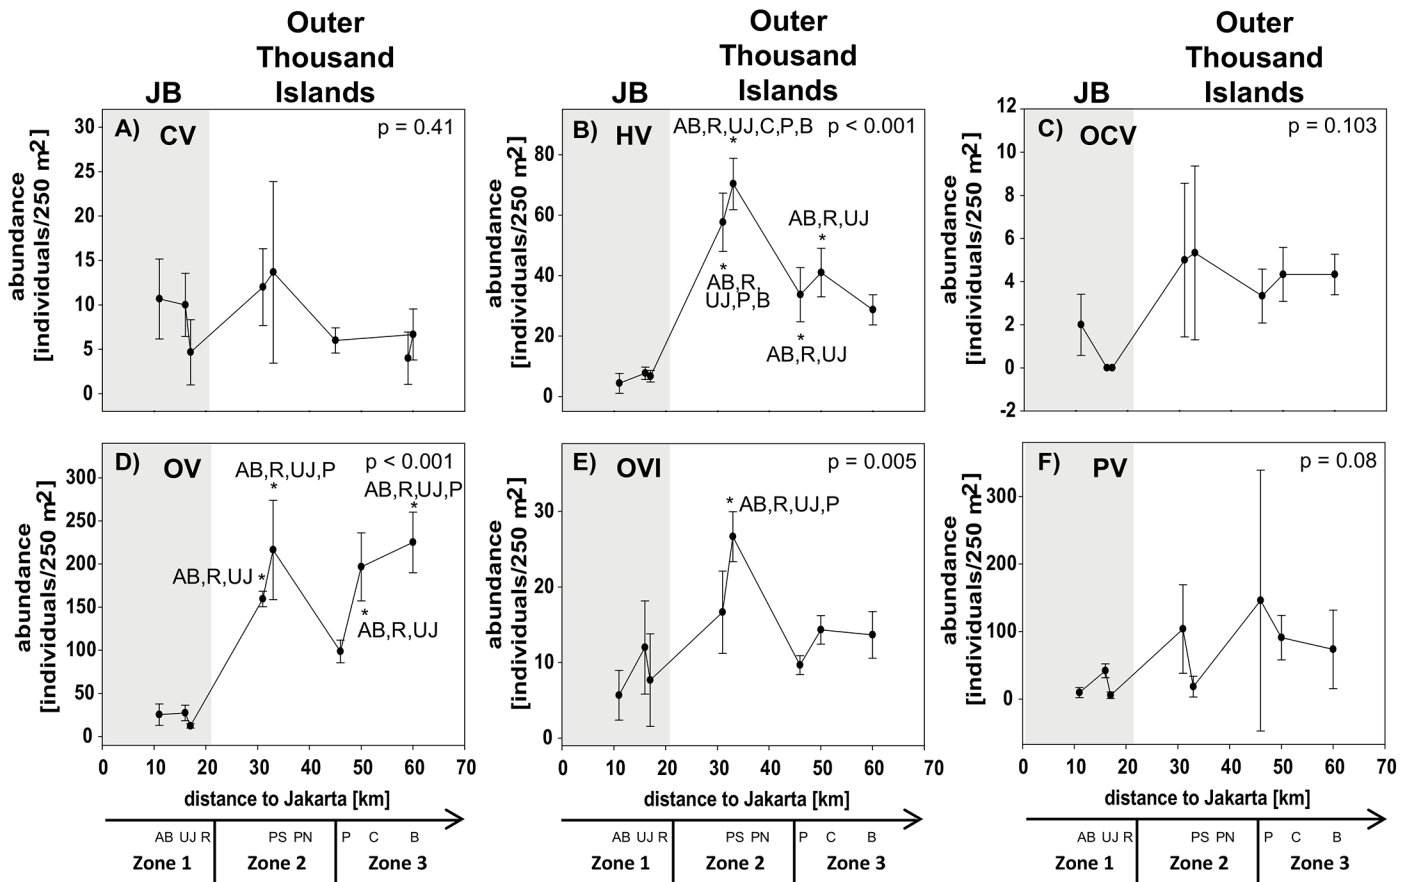 Outer
Thousand
Islands
JB
Outer
Thousand
Islands
JB
Outer
Thousand
Islands
JB
A)
CV
p = 0.41
abundance
[individuals/250 m²]
30
25
20
15
10
5
0
B)
HV
AB,R,UJ,C,P,B
p < 0.001
*
AB,R,UJ
*
*
AB,R,
UJ,P,B
*
AB,R,UJ
abundance
[individuals/250 m²]
80
60
40
20
0
C)
OCV
p = 0.103
abundance
[individuals/250 m²]
12
10
8
6
4
2
0
-2
D)
OV
p < 0.001
AB,R,UJ,P
*
AB,R,UJ,P
*
AB,R,UJ *
*
AB,R,UJ
abundance
[individuals/250 m²]
300
250
200
150
100
50
0
0 10 20 30 40 50 60 70
distance to Jakarta [km]
AB UJ R PS PN P C B
Zone 1 Zone 2 Zone 3
E)
OVI
p = 0.005
* AB,R,UJ,P
abundance
[individuals/250 m²]
30
20
10
0
0 10 20 30 40 50 60 70
distance to Jakarta [km]
AB UJ R PS PN P C B
Zone 1 Zone 2 Zone 3
F)
PV
p = 0.08
abundance
[individuals/250 m²]
300
200
100
0
0 10 20 30 40 50 60 70
distance to Jakarta [km]
AB UJ R PS PN P C B
Zone 1 Zone 2 Zone 3